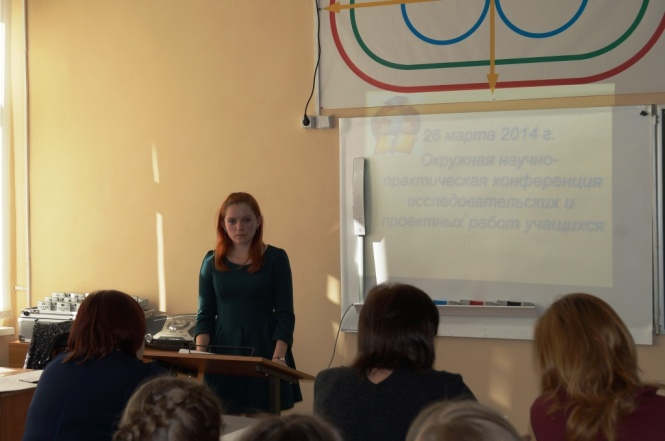 26 марта 2014 г.
Окружная научно-
практическая конференция
исследовательских и
проектных работ учащихся